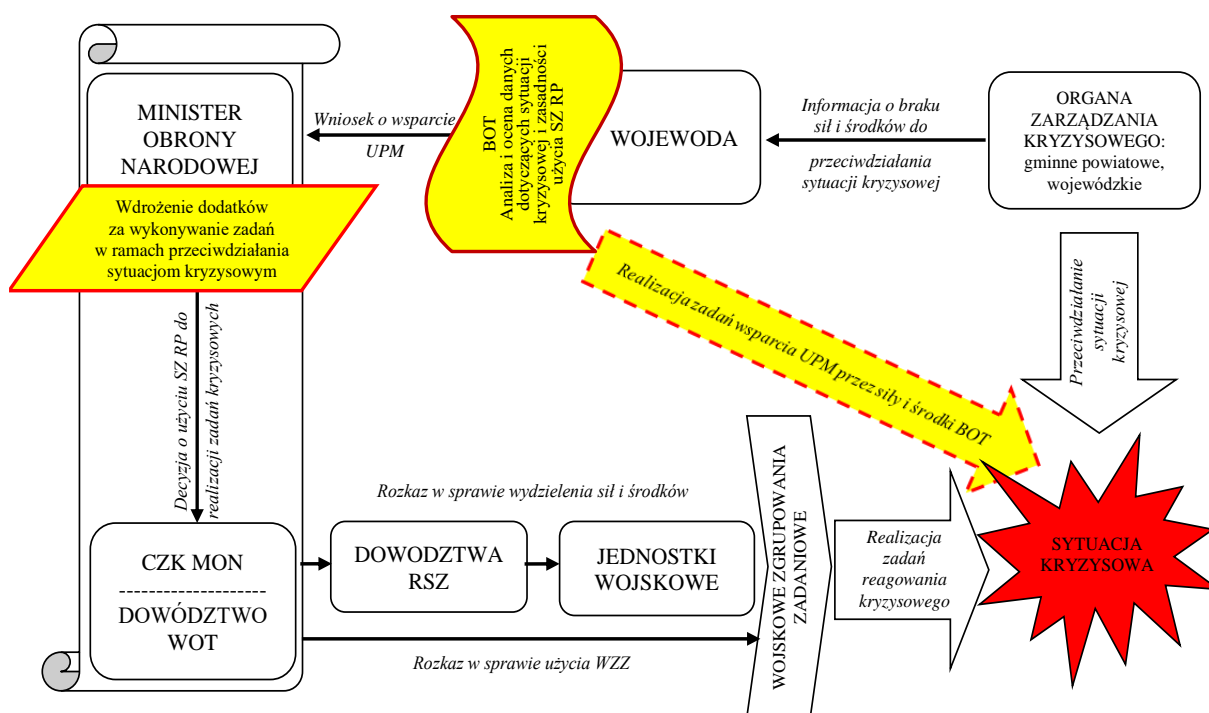 MINISTER
OBRONY
NARODOWEJ
Wniosek o wsparcie
UPM
BOT
Analiza i ocena danych
dotyczących sytuacji
kryzysowej i zasadności
użycia SZ RP
WOJEWODA
Informacja o braku
sił i środków do
przeciwdziałania
sytuacji kryzysowej
ORGANA
ZARZĄDZANIA
KRYZYSOWEGO:
gminne powiatowe,
wojewódzkie
Wdrożenie dodatków
za wykonywanie zadań
w ramach przeciwdziałania
sytuacjom kryzysowym
Decyzja o użyciu SZ RP do
realizacji zadań kryzysowych
Realizacja zadań wsparcia UPM przez siły i środki BOT
Przeciwdziałanie
sytuacji
kryzysowej
CZK MON
----------------------
DOWÓDZTWO
WOT
Rozkaz w sprawie wydzielenia sił i środków
DOWODZTWA
RSZ
JEDNOSTKI
WOJSKOWE
Rozkaz w sprawie użycia WZZ
WOJSKOWE ZGRUPOWANIA
ZADANIOWE
Realizacja
zadań
reagowania
kryzysowego
SYTUACJA
KRYZYSOWA